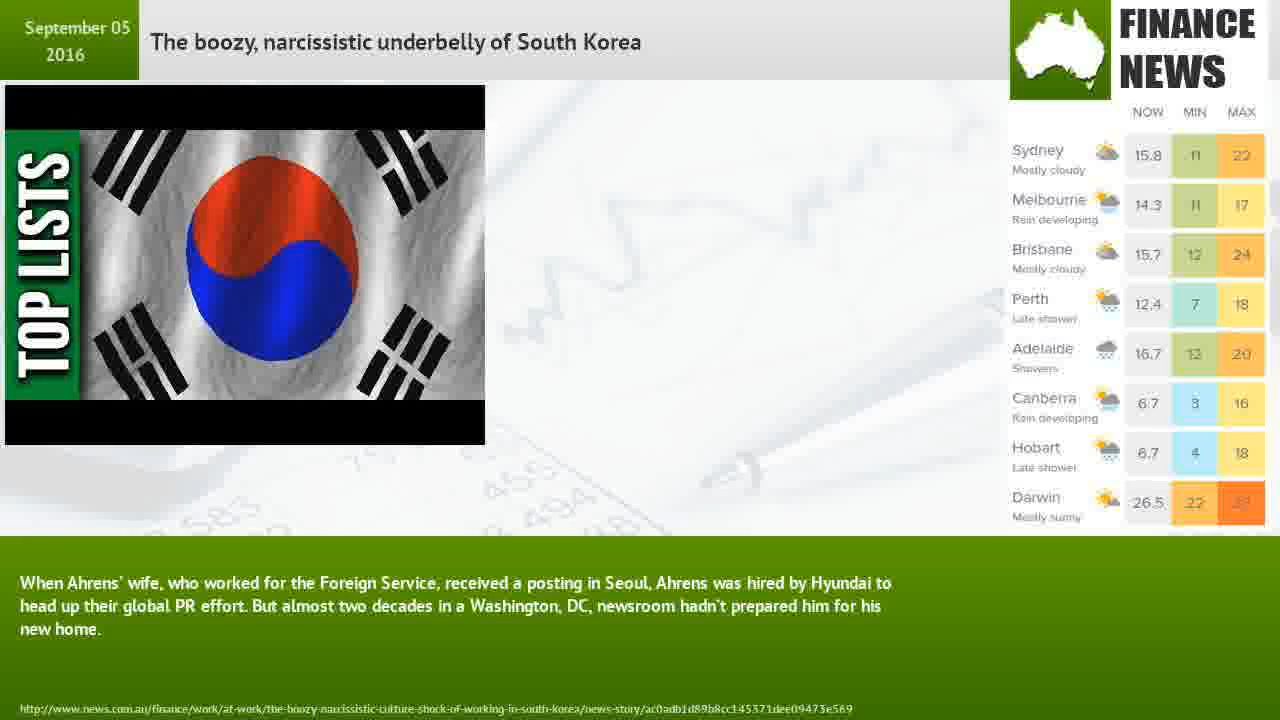 September 05
2016
The boozy, narcissistic underbelly of South Korea
FINANCE
NEWS
NOW MIN MAX
TOP LISTS
Sydney 15.8 11 22
Mostly cloudy
Melbourne 14.3 11 17
Rain developing
Brisbane 15.7 12 24
Mostly cloudy
Perth 12.4 7 18
Late shower
Adelaide 16.7 12 20
Showers
Canberra 6.7 3 16
Rain developing
Hobart 6.7 4 18
Late shower
Darwin 26.5 22
Mostly sunny
583
455
494
When Ahrens' wife, who worked for the Foreign Service, received a posting in Seoul, Ahrens was hired by Hyundai to
head up their global PR effort. But almost two decades in a Washington, DC, newsroom hadn't prepared him for his
new home.
http://www.news.com.au/finance/work/at-work/the-boozy-narcissistic-culture-shock-of-working-in-south-korea/news-story/ac0adb1d89b8cc145371dee09473e569